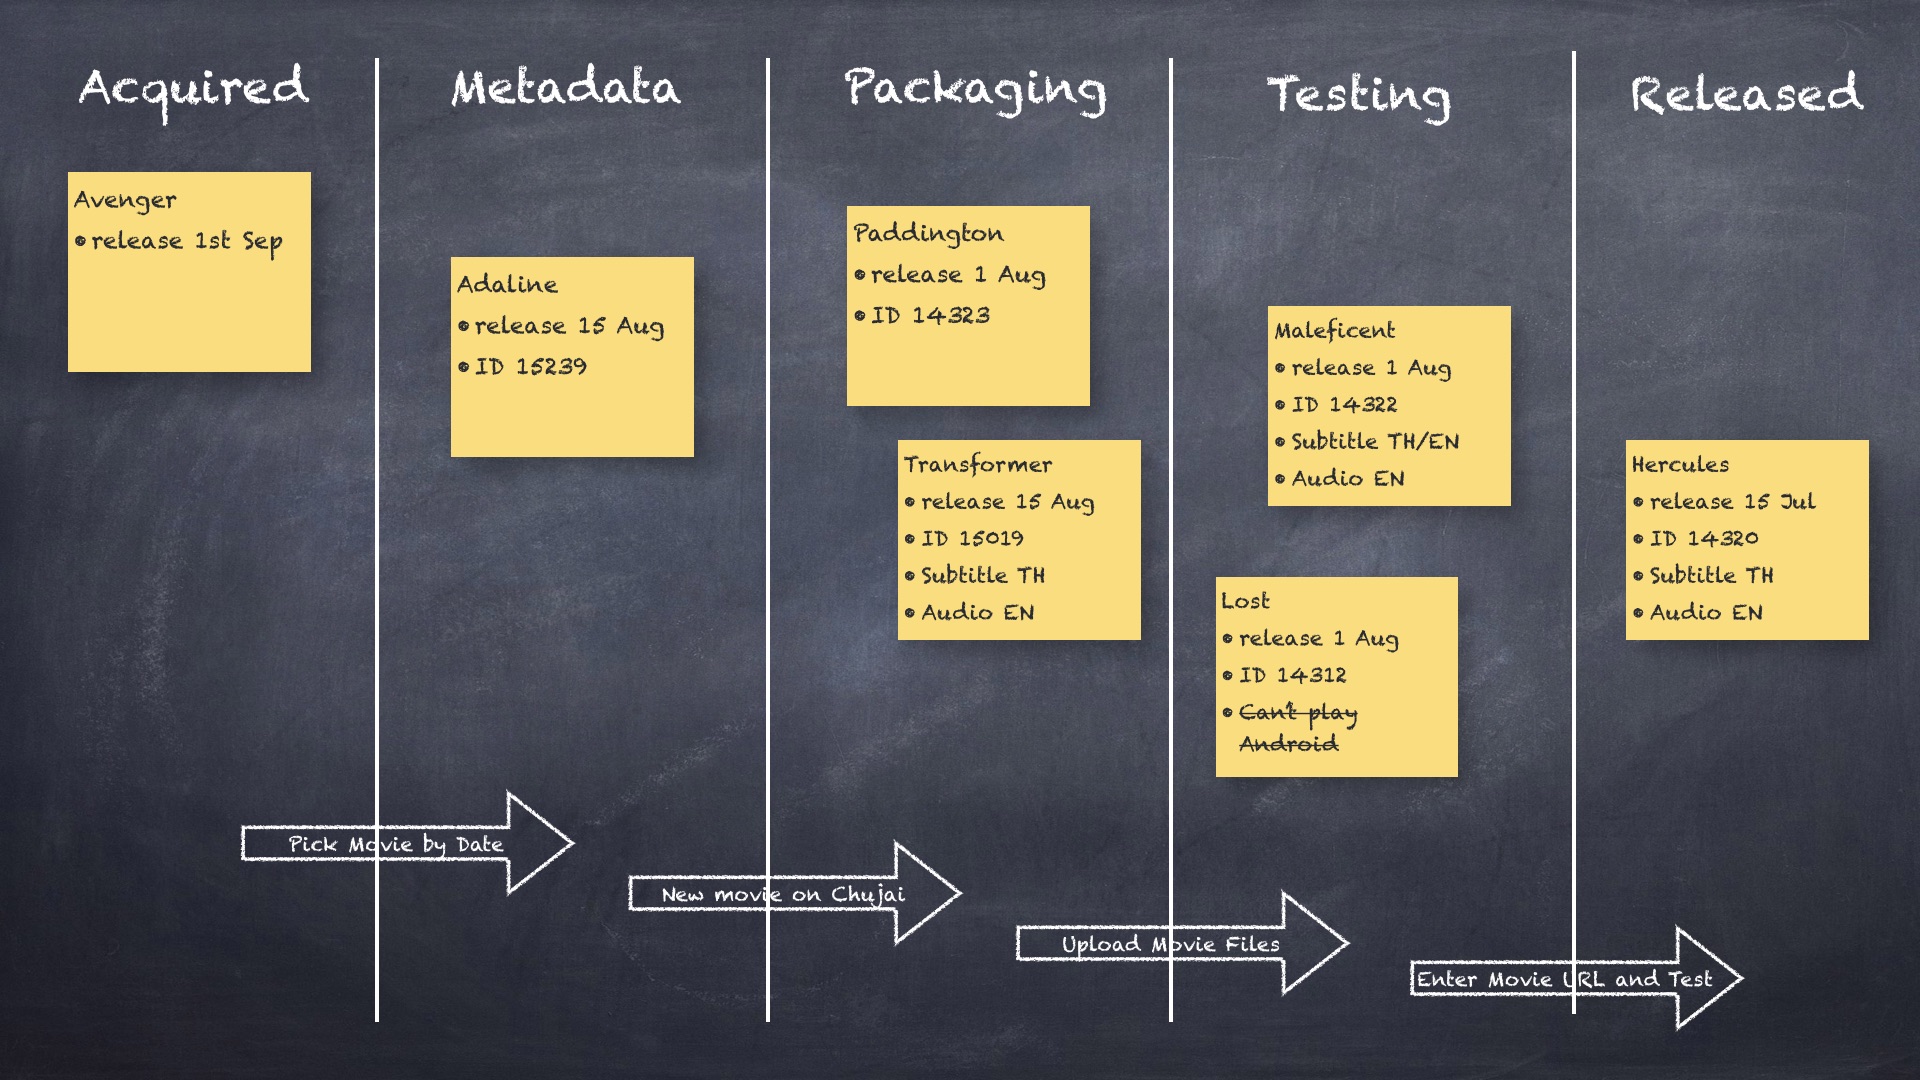 Acquired
Metadata
Packaging
Testing
Released
Avenger
• release 1st Sep
Adaline
• release 15 Aug
• ID 15239
Paddington
• release 1 Aug
• ID 14323
Transformer
• release 15 Aug
• ID 15019
• Subtitle TH
• Audio EN
Maleficent
• release 1 Aug
• ID 14322
• Subtitle TH/EN
• Audio EN
Lost
• release 1 Aug
• ID 14312
• Can't play
Android
Hercules
• release 15 Jul
• ID 14320
• Subtitle TH
• Audio EN
Pick Movie by Date
New movie on Chujai
Upload Movie Files
Enter Movie URL and Test